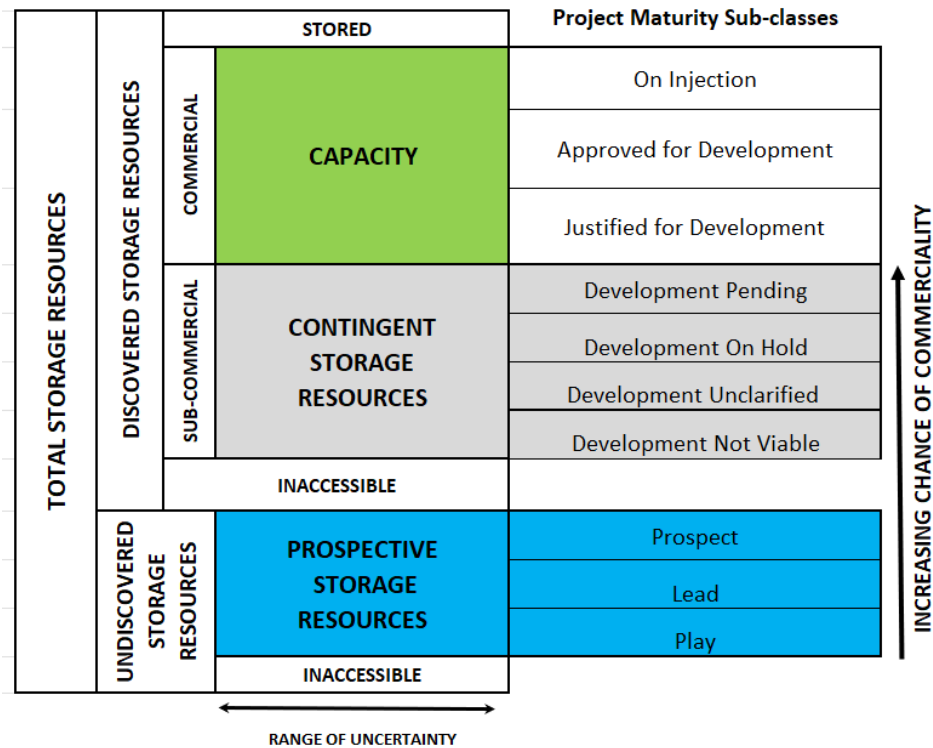 STORED
Project Maturity Sub-classes
TOTAL STORAGE RESOURCES
DISCOVERED STORAGE RESOURCES
COMMERCIAL
CAPACITY
On Injection
Approved for Development
Justified for Development
SUB-COMMERCIAL
CONTINGENT
STORAGE
RESOURCES
Development Pending
Development On Hold
Development Unclarified
Development Not Viable
INACCESSIBLE
UNDISCOVERED
STORAGE
RESOURCES
PROSPECTIVE
STORAGE
RESOURCES
Prospect
Lead
Play
INACCESSIBLE
INCREASING CHANCE OF COMMERCIALITY
RANGE OF UNCERTAINTY